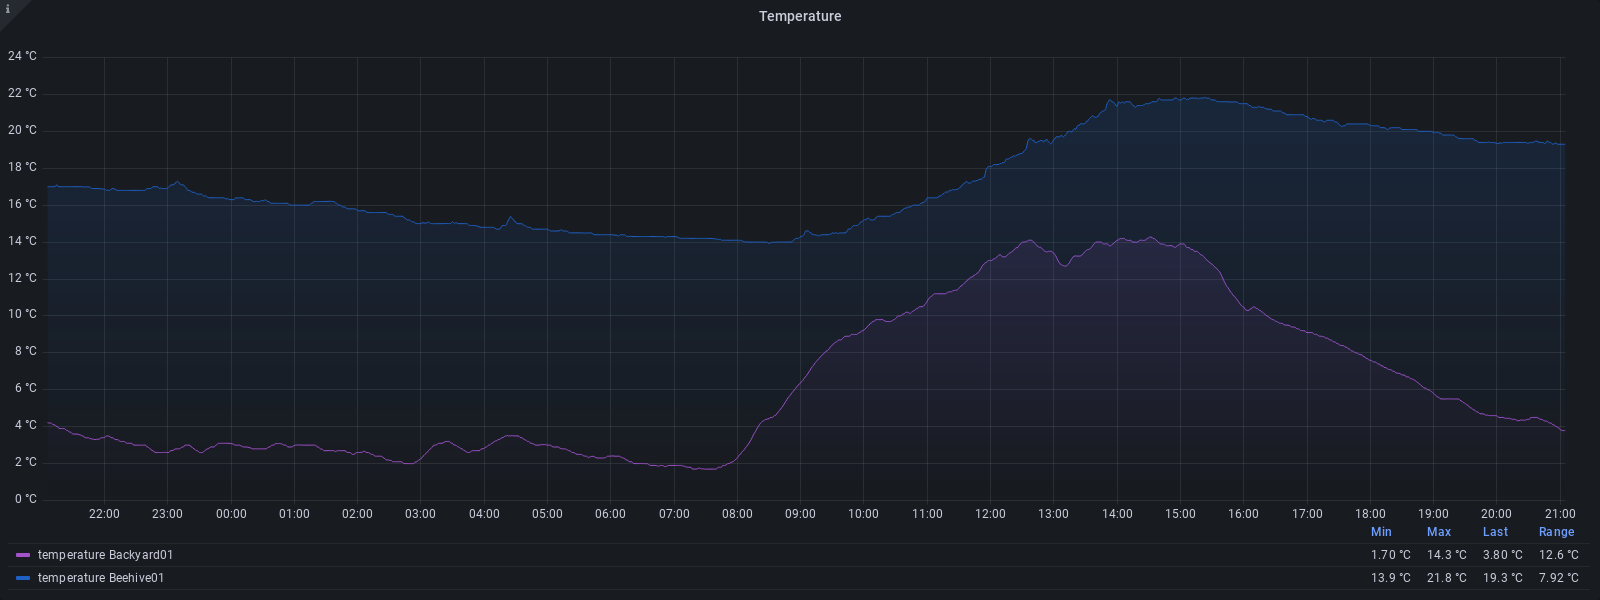 i
Temperature
24 °C
22 °C
20 °C
18 °C
16 °C
14 °C
12 °C
10 °C
8 °C
6 °C
4 °C
2 °C
0 °C
22:00 23:00 00:00 01:00 02:00 03:00 04:00 05:00 06:00 07:00 08:00 09:00 10:00 11:00 12:00 13:00 14:00 15:00 16:00 17:00 18:00 19:00 20:00 21:00
Min Max Last Range
temperature Backyard01 1.70 °C 14.3 °C 3.80 °C 12.6 °C
temperature Beehive01 13.9 °C 21.8 °C 19.3 °C 7.92 °C